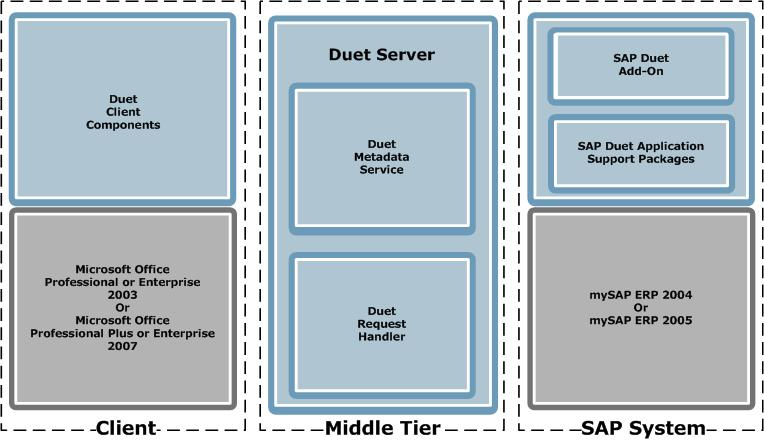 Duet
Client
Components
Microsoft Office
Professional or Enterprise
2003
Or
Microsoft Office
Professional Plus or Enterprise
2007
Client
Duet Server
Duet
Metadata
Service
Duet
Request
Handler
Middle Tier
SAP Duet
Add-On
SAP Duet Application
Support Packages
mySAP ERP 2004
Or
mySAP ERP 2005
SAP System